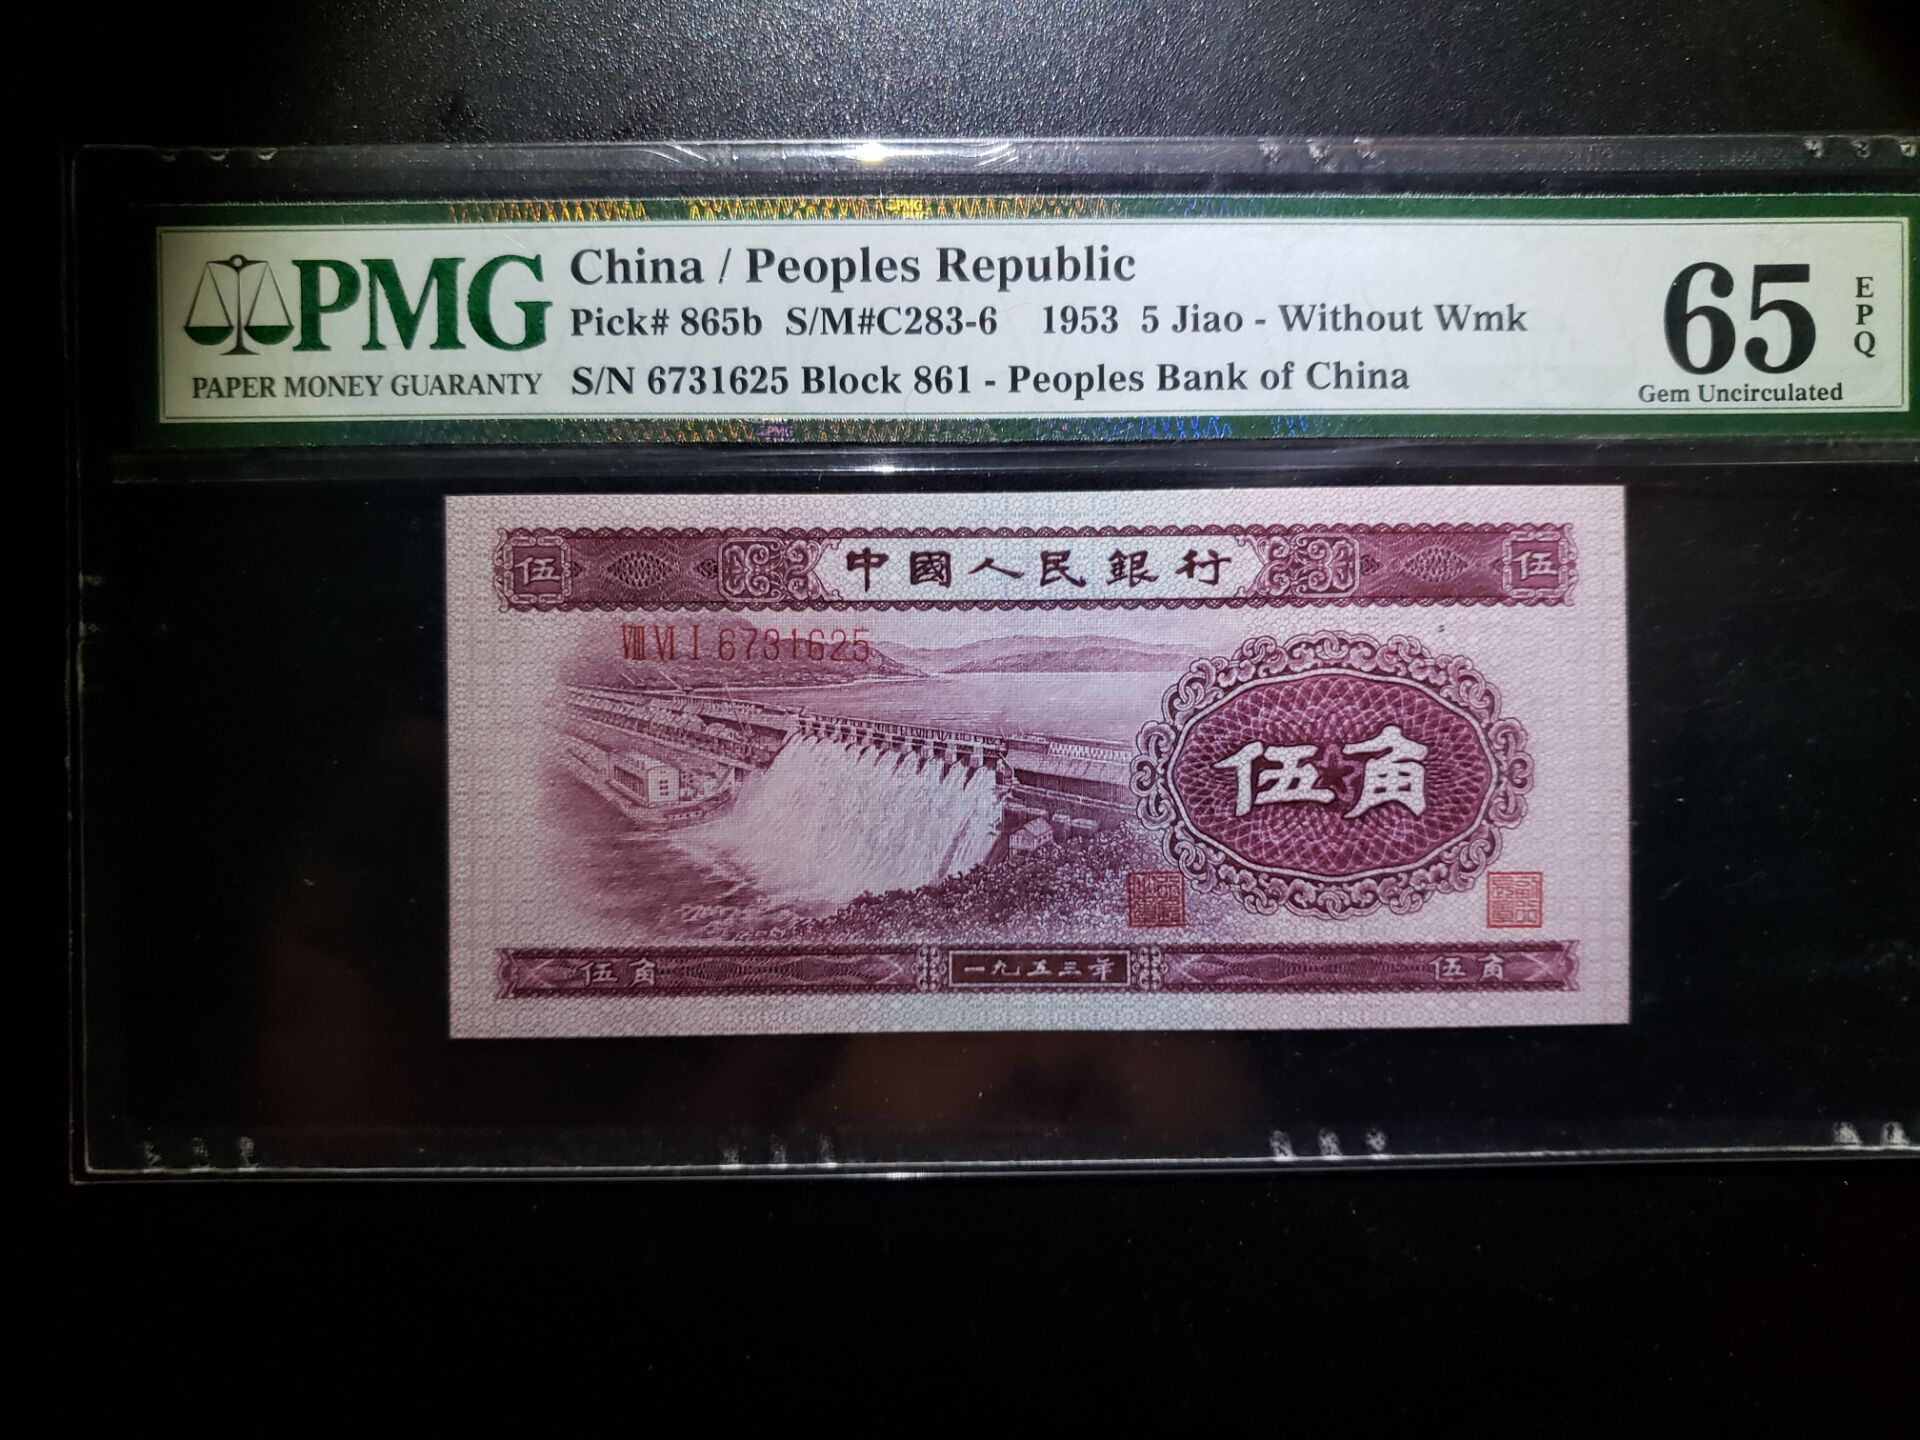 PMG
PAPER MONEY GUARANTY
China / Peoples Republic
Pick# 865b S/M#C283-6 1953 5 Jiao - Without Wmk
S/N 6731625 Block 861 - Peoples Bank of China
65
EPQ
Gem Uncirculated
伍 中國人民銀行 伍
VIII VI I 6731625
伍角
伍角 一九五三年 伍角